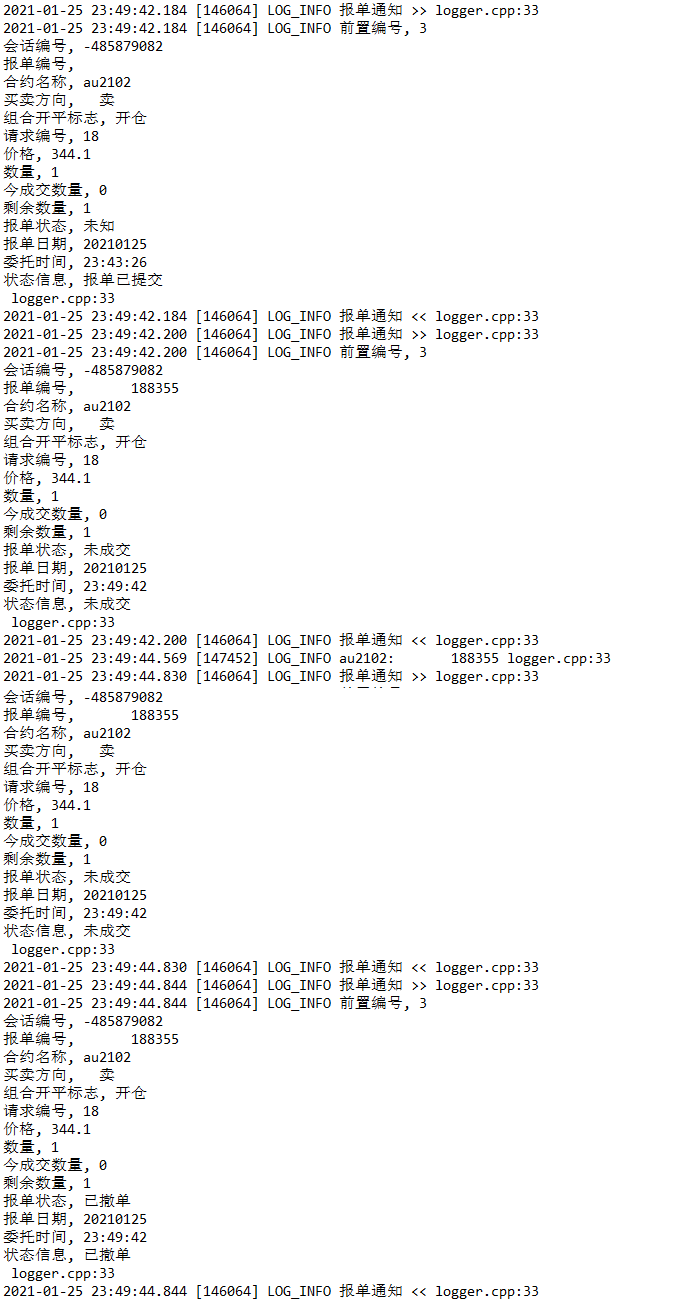 2021-01-25 23:49:42.184 [146064] LOG_INFO 报单通知 >> logger.cpp:33
2021-01-25 23:49:42.184 [146064] LOG_INFO 前置编号, 3
会话编号, -485879082
报单编号,
合约名称, au2102
买卖方向,   卖
组合开平标志, 开仓
请求编号, 18
价格, 344.1
数量, 1
今成交数量, 0
剩余数量, 1
报单状态, 未知
报单日期, 20210125
委托时间, 23:43:26
状态信息, 报单已提交
 logger.cpp:33
2021-01-25 23:49:42.184 [146064] LOG_INFO 报单通知 << logger.cpp:33
2021-01-25 23:49:42.200 [146064] LOG_INFO 报单通知 >> logger.cpp:33
2021-01-25 23:49:42.200 [146064] LOG_INFO 前置编号, 3
会话编号, -485879082
报单编号,       188355
合约名称, au2102
买卖方向,   卖
组合开平标志, 开仓
请求编号, 18
价格, 344.1
数量, 1
今成交数量, 0
剩余数量, 1
报单状态, 未成交
报单日期, 20210125
委托时间, 23:49:42
状态信息, 未成交
 logger.cpp:33
2021-01-25 23:49:42.200 [146064] LOG_INFO 报单通知 << logger.cpp:33
2021-01-25 23:49:44.569 [147452] LOG_INFO au2102:       188355 logger.cpp:33
2021-01-25 23:49:44.830 [146064] LOG_INFO 报单通知 >> logger.cpp:33
会话编号, -485879082
报单编号,       188355
合约名称, au2102
买卖方向,   卖
组合开平标志, 开仓
请求编号, 18
价格, 344.1
数量, 1
今成交数量, 0
剩余数量, 1
报单状态, 未成交
报单日期, 20210125
委托时间, 23:49:42
状态信息, 未成交
 logger.cpp:33
2021-01-25 23:49:44.830 [146064] LOG_INFO 报单通知 << logger.cpp:33
2021-01-25 23:49:44.844 [146064] LOG_INFO 报单通知 >> logger.cpp:33
2021-01-25 23:49:44.844 [146064] LOG_INFO 前置编号, 3
会话编号, -485879082
报单编号,       188355
合约名称, au2102
买卖方向,   卖
组合开平标志, 开仓
请求编号, 18
价格, 344.1
数量, 1
今成交数量, 0
剩余数量, 1
报单状态, 已撤单
报单日期, 20210125
委托时间, 23:49:42
状态信息, 已撤单
 logger.cpp:33
2021-01-25 23:49:44.844 [146064] LOG_INFO 报单通知 << logger.cpp:33